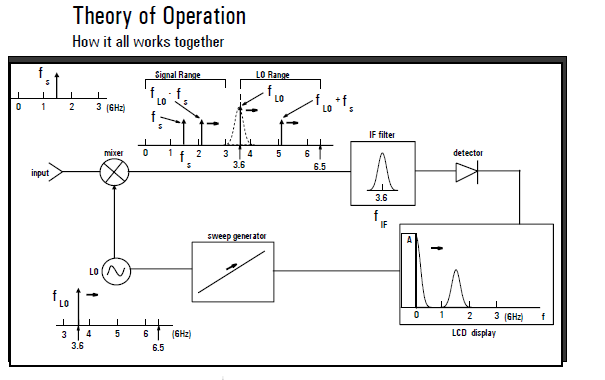 Theory of Operation
How it all works together
f s
0 1 2 3 (GHz)
Signal Range
LO Range
f LO - f s
f s
f LO
f LO + f s
0 1 f s 2 3 4 5 6
3.6 6.5
mixer
input
IF filter
3.6
f IF
detector
LO
sweep generator
f LO
3 4 5 6 (GHz)
3.6 6.5
A
0 1 2 3 (GHz) f
LCD display